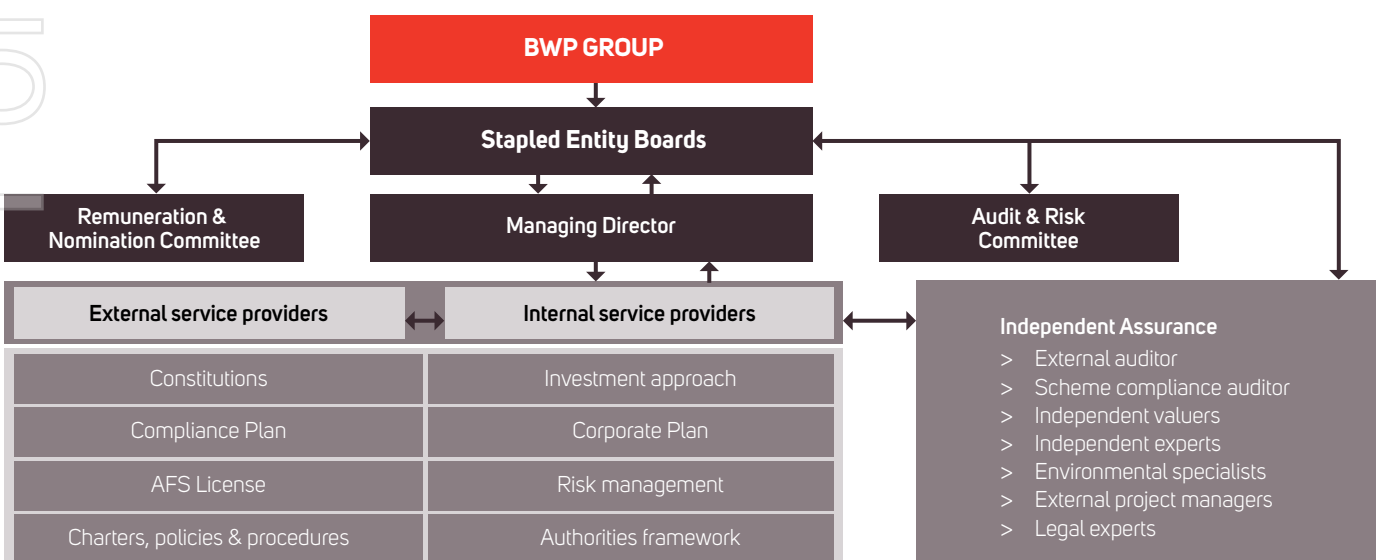 BWP GROUP
Stapled Entity Boards
Remuneration &
Nomination Committee
Managing Director
Audit & Risk
Committee
External service providers
Internal service providers
Constitutions
Investment approach
Compliance Plan
Corporate Plan
AFS License
Risk management
Charters, policies & procedures
Authorities framework
Independent Assurance
> External auditor
> Scheme compliance auditor
> Independent valuers
> Independent experts
> Environmental specialists
> External project managers
> Legal experts